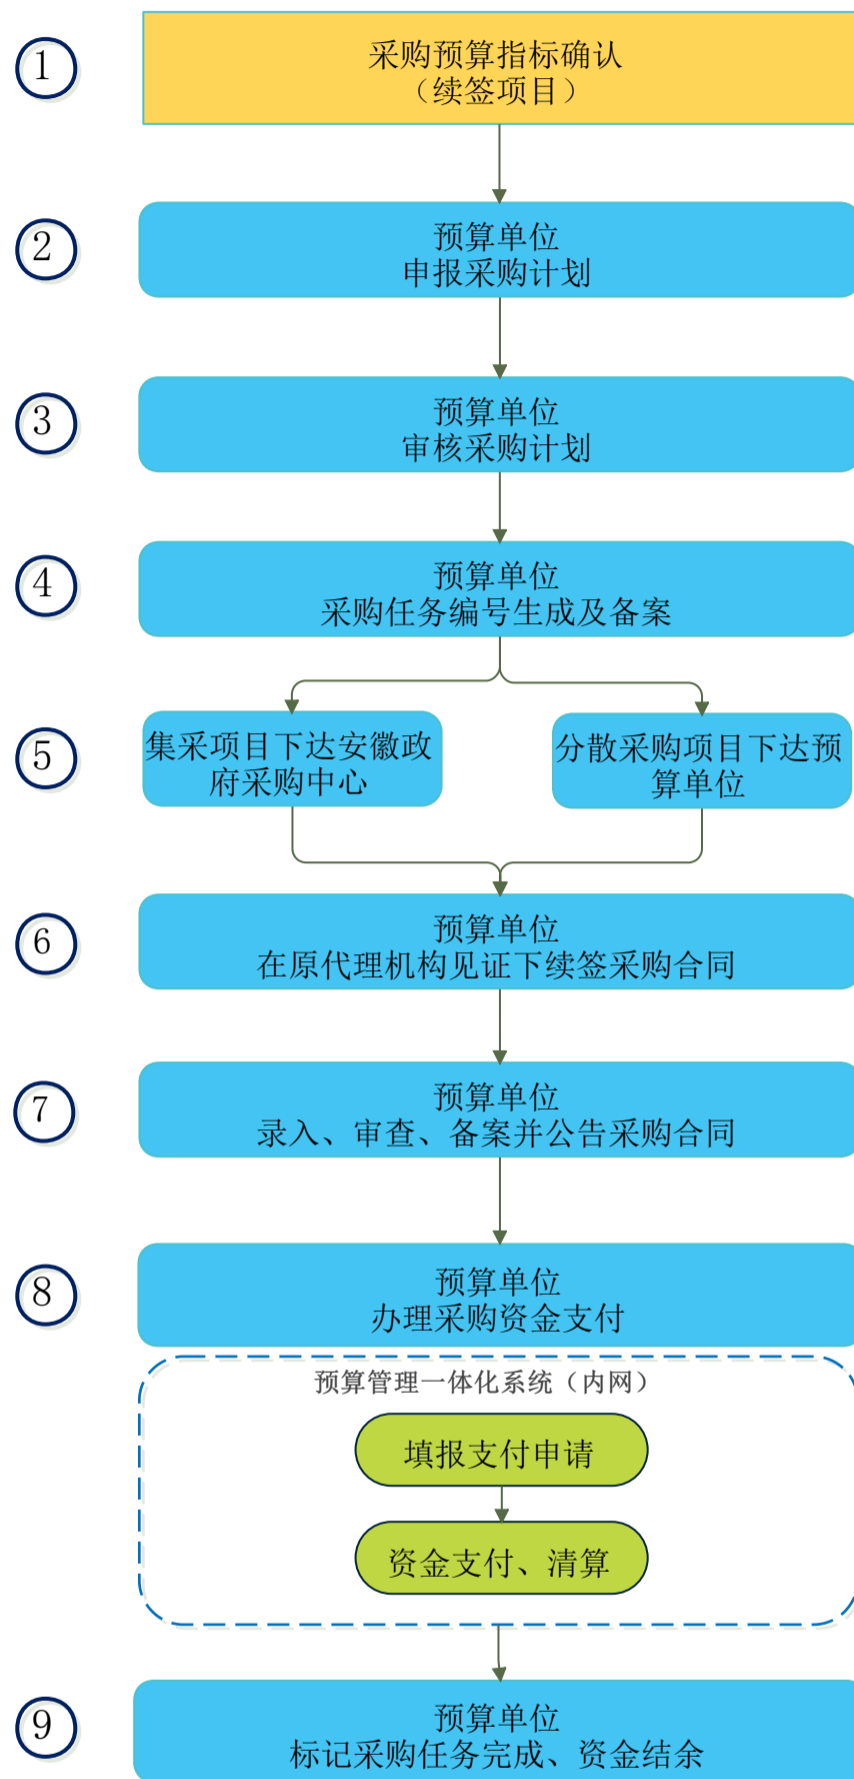 1
采购预算指标确认
（续签项目）
2
预算单位
申报采购计划
3
预算单位
审核采购计划
4
预算单位
采购任务编号生成及备案
5
集采项目下达安徽政
府采购中心
分散采购项目下达预
算单位
6
预算单位
在原代理机构见证下续签采购合同
7
预算单位
录入、审查、备案并公告采购合同
8
预算单位
办理采购资金支付
预算管理一体化系统（内网）
填报支付申请
资金支付、清算
9
预算单位
标记采购任务完成、资金结余